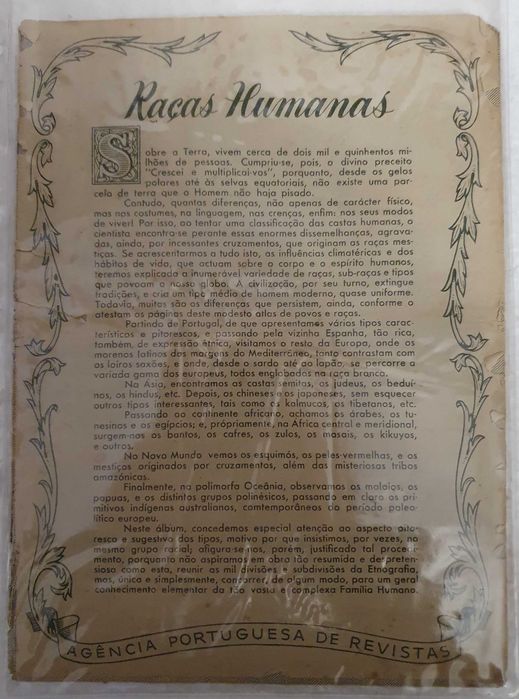 Raças Humanas
Sobre a Terra, vivem cerca de dois mil e quinhentos mi-
lhões de pessoas. Cumpriu-se, pois, o divino preceito
"Crescei e multiplicai-vos", porquanto, desde os gelos
polares até às selvas equatoriais, não existe uma par-
cela de terra que o Homem não haja pisado.
Contudo, quantas diferenças, não apenas de carácter físico,
mas nos costumes, na linguagem, nas crenças, enfim: nos seus modos
de viver! Por isso, ao tentar uma classificação das castas humanas, o
cientista encontra-se perante essas enormes dissemelhanças, agrava-
das, ainda, por incessantes cruzamentos, que originam as raças mes-
tiças. Se acrescentarmos a tudo isto, as influências climatéricas e dos
hábitos de vida, que actuam sobre o corpo e o espírito humanos,
teremos explicada a inumerável variedade de raças, sub-raças e tipos
que povoam o nosso globo. A civilização, por seu turno, extingue
tradições, e cria um tipo médio de homem moderno, quase uniforme.
Todavia, muitas são as diferenças que persistem, ainda, conforme o
atestam as páginas deste modesto atlas de povos e raças.
Partindo de Portugal, de que apresentamos vários tipos carac-
terísticos e pitorescos, e passando pela vizinha Espanha, tão rica,
também, de expressão étnica, visitamos o resto da Europa, onde os
morenos latinos das margens do Mediterrâneo, tanto contrastam com
os loiros saxões, e onde, desde o sardo até ao lapão, se percorre a
variada gama dos europeus, todos englobados na raça branca.
Na Ásia, encontramos as castas semitas, os judeus, os beduí-
nos, os hindus, etc. Depois, os chineses e os japoneses, sem esquecer
outros tipos interessantes, tais como os kalmucos, os tibetanos, etc.
Passando ao continente africano, achamos os árabes, os tu-
nesinos e os egípcios; e, pròpriamente, na África central e meridional,
surgem-nos os bantos, os cafres, os zulos, os masais, os kikuyos,
e outros.
No Novo Mundo vemos os esquimós, os peles-vermelhas, e os
mestiços originados por cruzamentos, além das misteriosas tribos
amazónicas.
Finalmente, na polimorfa Oceânia, observamos os malaios, os
papuas, e os distintos grupos polinésicos, passando em claro os pri-
mitivos indígenas australianos, comtemporâneos do período paleo-
lítico europeu.
Neste álbum, concedemos especial atenção ao aspecto pito-
resco e sugestivo dos tipos, motivo por que insistimos, por vezes, no
mesmo grupo racial; afigura-se-nos, porém, justificado tal proce-
mento, porquanto não aspiramos em obra tão resumida e despreten-
siosa como esta, reunir as mil divisões e subdivisões da Etnografia,
mas, única e simplesmente, concorrer, de algum modo, para um geral
conhecimento elementar da tão vasta e complexa Família Humana.
AGÊNCIA PORTUGUESA DE REVISTAS